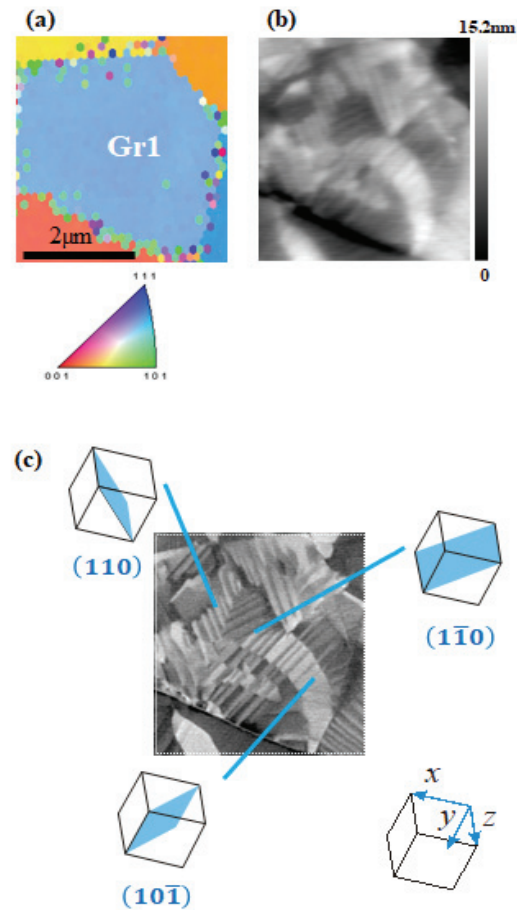 (a)
(b)
15.2nm
Gr1
2μm
0
111
001
101
(c)
(110)
(11̅0)
(101̅)
x
y
z